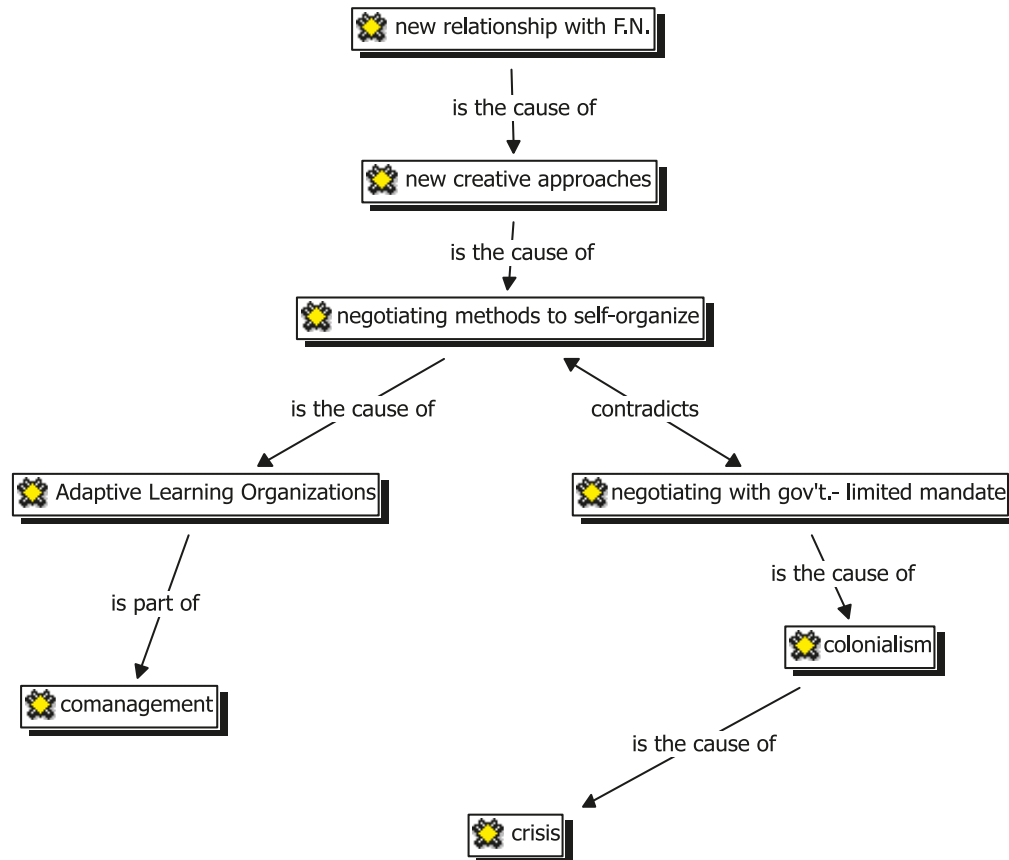 new relationship with F.N.
is the cause of
new creative approaches
is the cause of
negotiating methods to self-organize
is the cause of
contradicts
Adaptive Learning Organizations
negotiating with gov't.- limited mandate
is the cause of
is part of
colonialism
comanagement
is the cause of
crisis